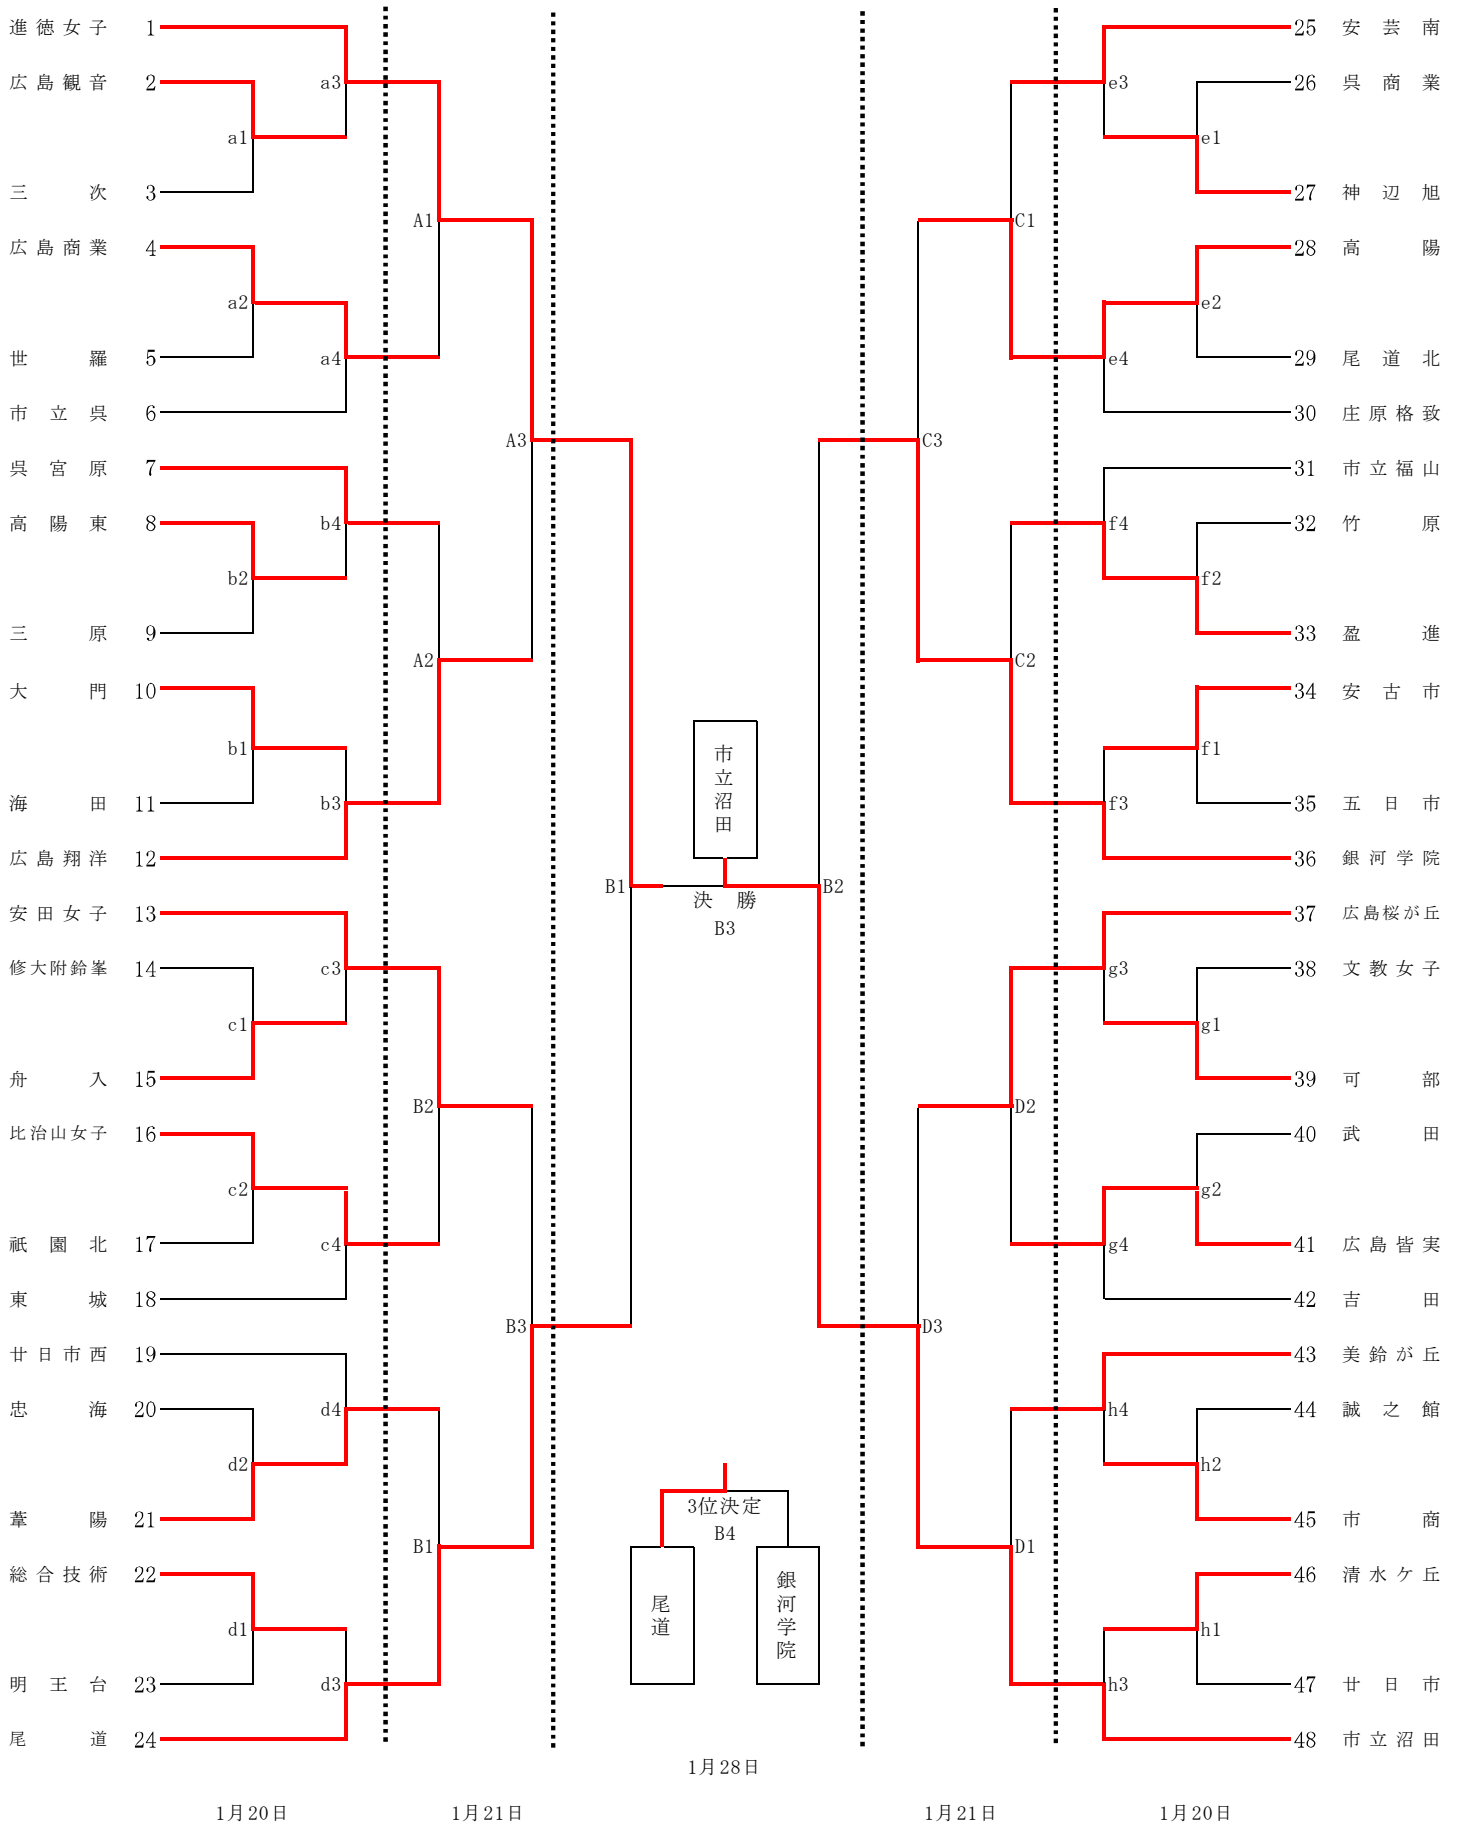 進徳女子 1
広島観音 2
三次 3
広島商業 4
世羅 5
市立呉 6
呉宮原 7
高陽東 8
三原 9
大門 10
海田 11
広島翔洋 12
安田女子 13
修大附鈴峯 14
舟入 15
比治山女子 16
祇園北 17
東城 18
廿日市西 19
忠海 20
葦陽 21
総合技術 22
明王台 23
尾道 24
a1
a2
a3
a4
b4
b2
b1
b3
c3
c1
c2
c4
d4
d2
d1
d3
A1
A2
A3
B2
B1
B3
B1
市立沼田
決勝
B3
B2
3位決定
B4
尾道
銀河学院
C3
D3
C1
C2
D2
D1
e3
e1
e2
e4
f4
f2
f1
f3
g3
g1
g2
g4
h4
h2
h1
h3
25 安芸南
26 呉商業
27 神辺旭
28 高陽
29 尾道北
30 庄原格致
31 市立福山
32 竹原
33 盈進
34 安古市
35 五日市
36 銀河学院
37 広島桜が丘
38 文教女子
39 可部
40 武田
41 広島皆実
42 吉田
43 美鈴が丘
44 誠之館
45 市商
46 清水ケ丘
47 廿日市
48 市立沼田
1月28日
1月20日
1月21日
1月21日
1月20日